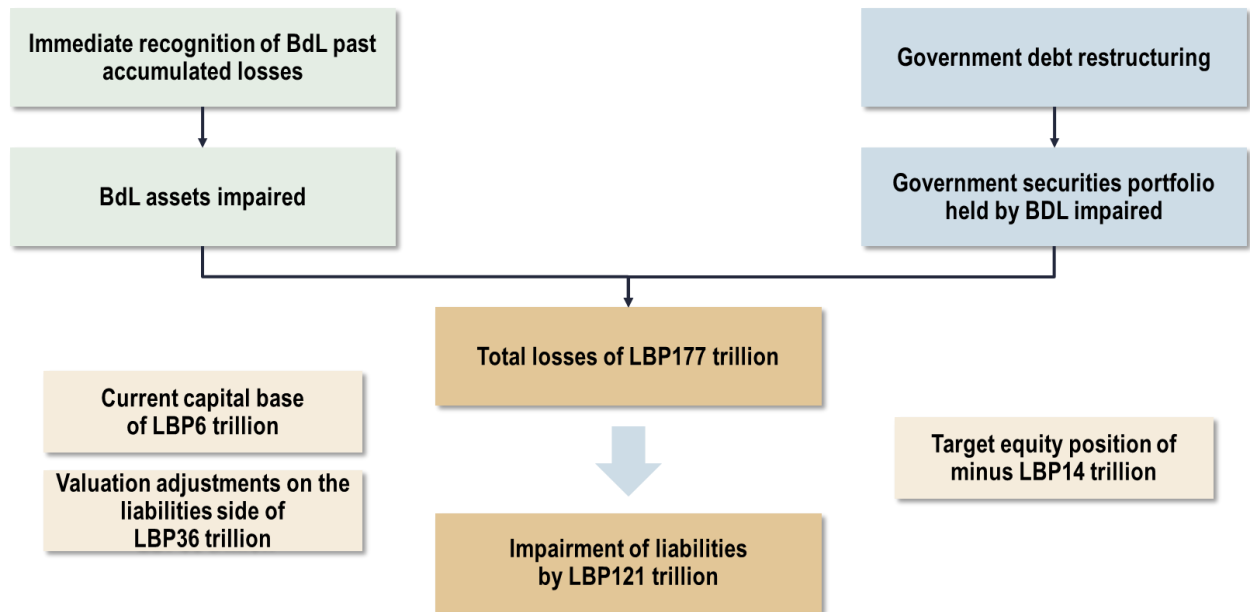 Immediate recognition of BdL past
accumulated losses
Government debt restructuring
BdL assets impaired
Government securities portfolio
held by BDL impaired
Total losses of LBP177 trillion
Current capital base
of LBP6 trillion
Valuation adjustments on the
liabilities side of
LBP36 trillion
Target equity position of
minus LBP14 trillion
Impairment of liabilities
by LBP121 trillion